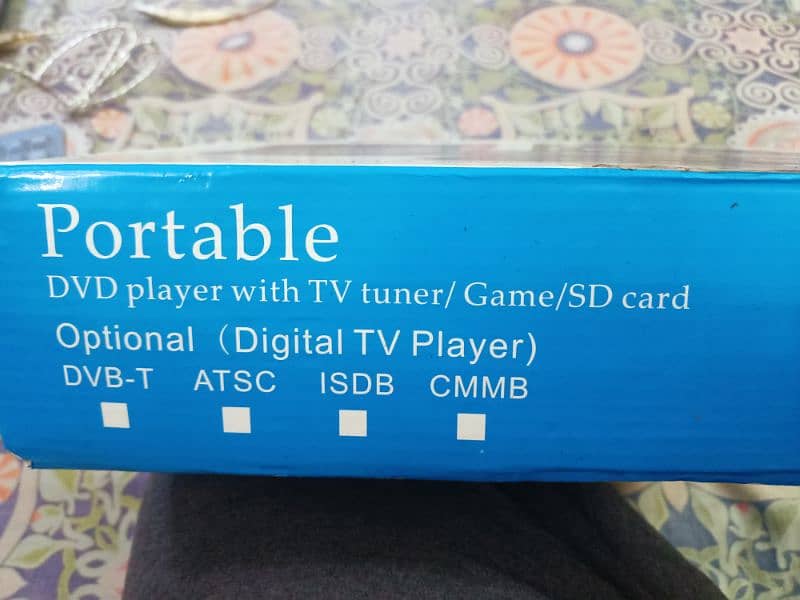 Portable
DVD player with TV tuner/ Game/SD card
Optional（Digital TV Player)
DVB-T ATSC ISDB CMMB